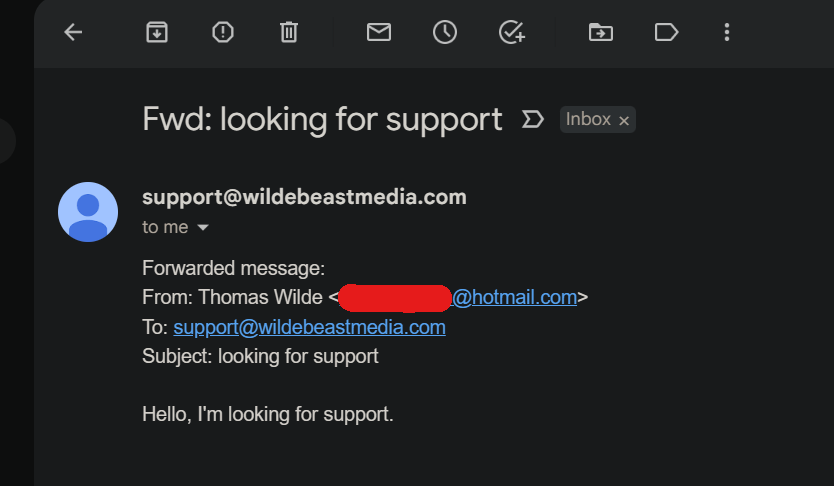 Fwd: looking for support
Inbox ×
support@wildebeastmedia.com
to me
Forwarded message:
From: Thomas Wilde < @hotmail.com>
To: support@wildebeastmedia.com
Subject: looking for support
Hello, I'm looking for support.